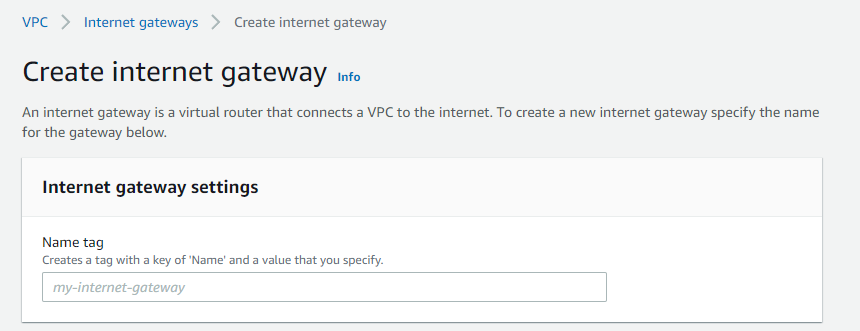 VPC > Internet gateways > Create internet gateway
Create internet gateway Info
An internet gateway is a virtual router that connects a VPC to the internet. To create a new internet gateway specify the name
for the gateway below.
Internet gateway settings
Name tag
Creates a tag with a key of 'Name' and a value that you specify.
my-internet-gateway